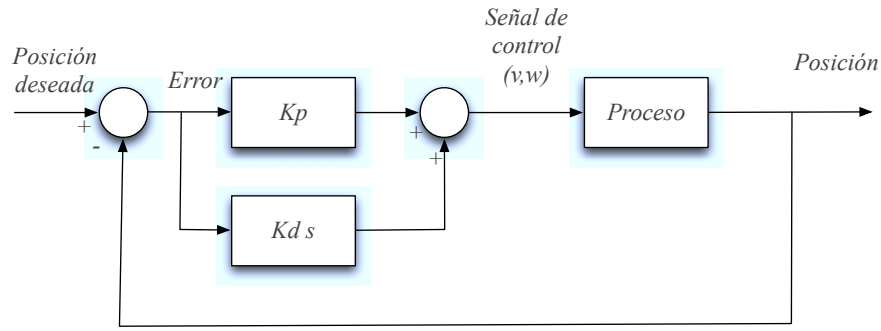 Posición
deseada
Error
Kp
Señal de
control
(v,w)
Proceso
Posición
+
-
+
+
Kd s